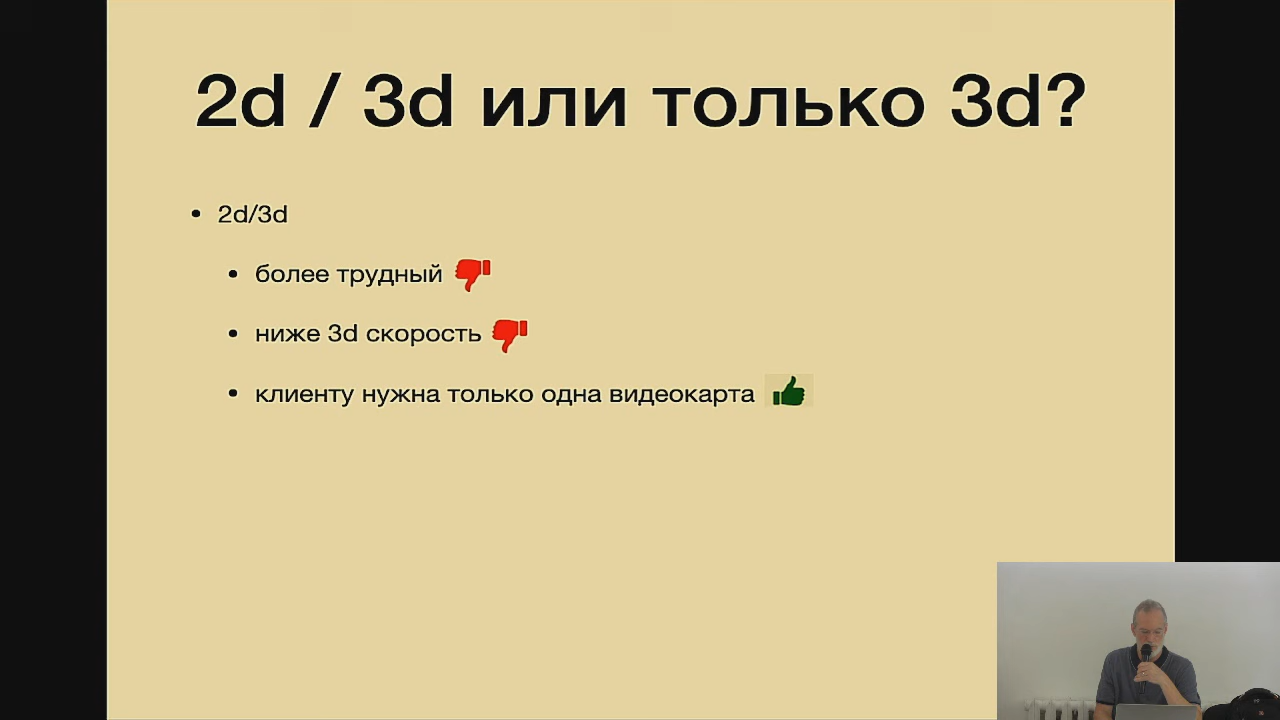 2d / 3d или только 3d?
• 2d/3d
• более трудный
• ниже 3d скорость
• клиенту нужна только одна видеокарта